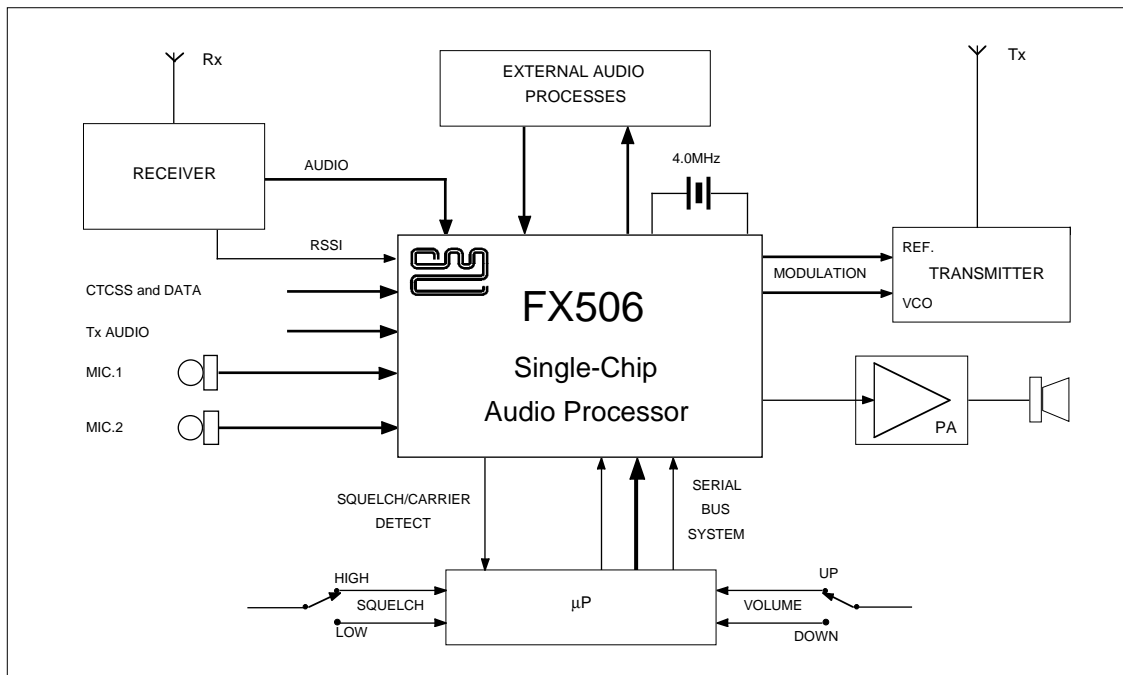 Rx
EXTERNAL AUDIO
PROCESSES
Tx
RECEIVER
AUDIO
4.0MHz
RSSI
REF.
MODULATION
TRANSMITTER
VCO
CTCSS and DATA
Tx AUDIO
MIC.1
MIC.2
FX506
Single-Chip
Audio Processor
PA
SQUELCH/CARRIER
DETECT
SERIAL
BUS
SYSTEM
HIGH
SQUELCH
LOW
µP
UP
VOLUME
DOWN